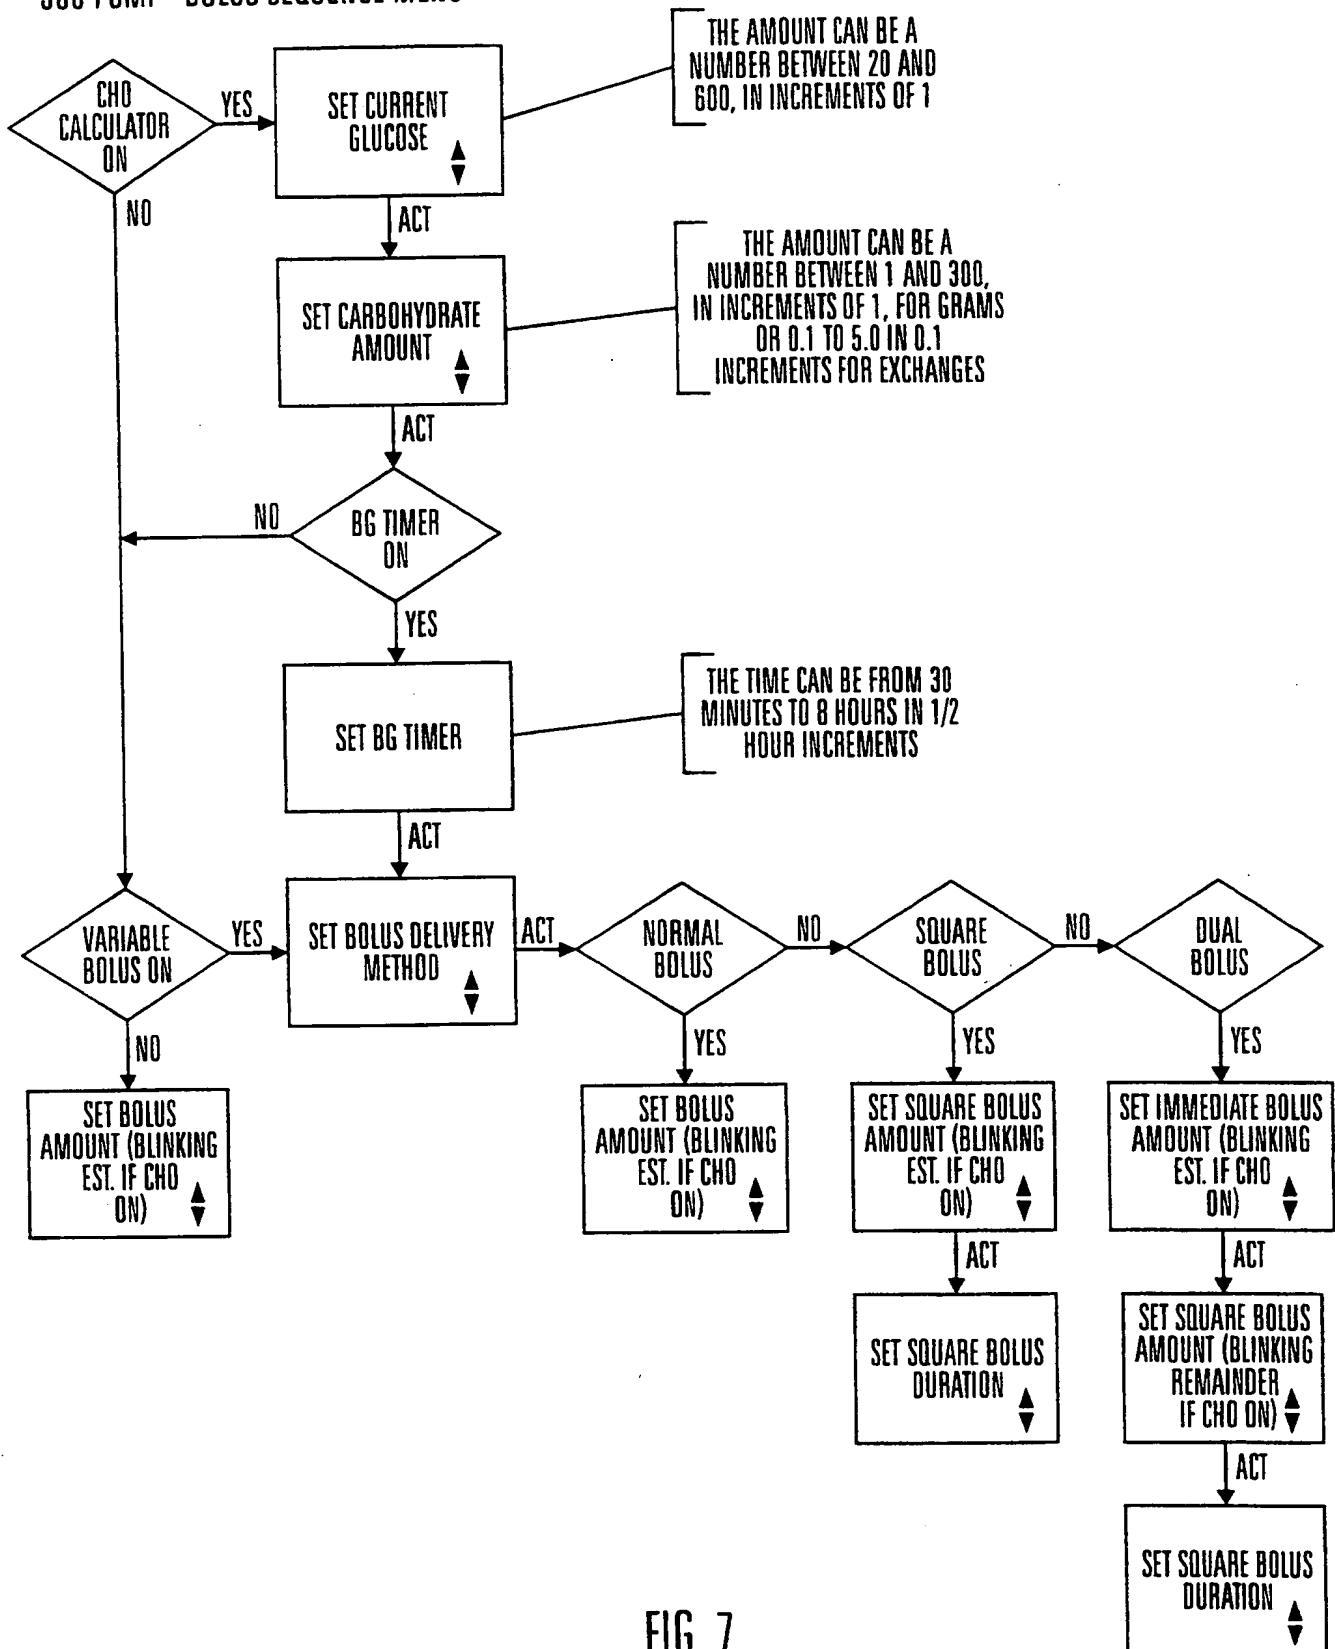 CHO
CALCULATOR
ON
YES
NO
SET CURRENT
GLUCOSE
THE AMOUNT CAN BE A
NUMBER BETWEEN 20 AND
600, IN INCREMENTS OF 1
ACT
SET CARBOHYDRATE
AMOUNT
THE AMOUNT CAN BE A
NUMBER BETWEEN 1 AND 300,
IN INCREMENTS OF 1, FOR GRAMS
OR 0.1 TO 5.0 IN 0.1
INCREMENTS FOR EXCHANGES
ACT
BG TIMER
ON
NO
YES
SET BG TIMER
THE TIME CAN BE FROM 30
MINUTES TO 8 HOURS IN 1/2
HOUR INCREMENTS
ACT
VARIABLE
BOLUS ON
YES
NO
SET BOLUS DELIVERY
METHOD
ACT
NORMAL
BOLUS
NO
YES
SQUARE
BOLUS
NO
YES
DUAL
BOLUS
YES
SET BOLUS
AMOUNT (BLINKING
EST. IF CHO
ON)
SET BOLUS
AMOUNT (BLINKING
EST. IF CHO
ON)
SET SQUARE BOLUS
AMOUNT (BLINKING
EST. IF CHO
ON)
ACT
SET SQUARE BOLUS
DURATION
SET IMMEDIATE BOLUS
AMOUNT (BLINKING
EST. IF CHO
ON)
ACT
SET SQUARE BOLUS
AMOUNT (BLINKING
REMAINDER
IF CHO ON)
ACT
SET SQUARE BOLUS
DURATION
FIG. 7